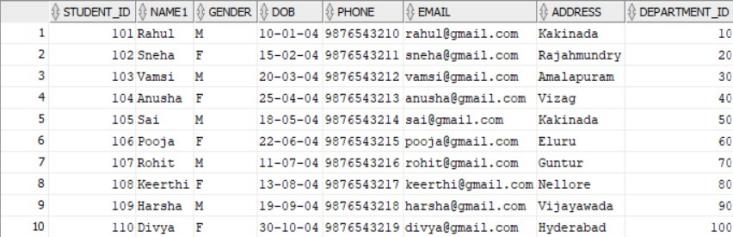 STUDENT_ID NAME1 GENDER DOB PHONE EMAIL ADDRESS DEPARTMENT_ID
1 101 Rahul M 10-01-04 9876543210 rahul@gmail.com Kakinada 10
2 102 Sneha F 15-02-04 9876543211 sneha@gmail.com Rajahmundry 20
3 103 Vamsi M 20-03-04 9876543212 vamsi@gmail.com Amalapuram 30
4 104 Anusha F 25-04-04 9876543213 anusha@gmail.com Vizag 40
5 105 Sai M 18-05-04 9876543214 sai@gmail.com Kakinada 50
6 106 Pooja F 22-06-04 9876543215 pooja@gmail.com Eluru 60
7 107 Rohit M 11-07-04 9876543216 rohit@gmail.com Guntur 70
8 108 Keerthi F 13-08-04 9876543217 keerthi@gmail.com Nellore 80
9 109 Harsha M 19-09-04 9876543218 harsha@gmail.com Vijayawada 90
10 110 Divya F 30-10-04 9876543219 divya@gmail.com Hyderabad 100